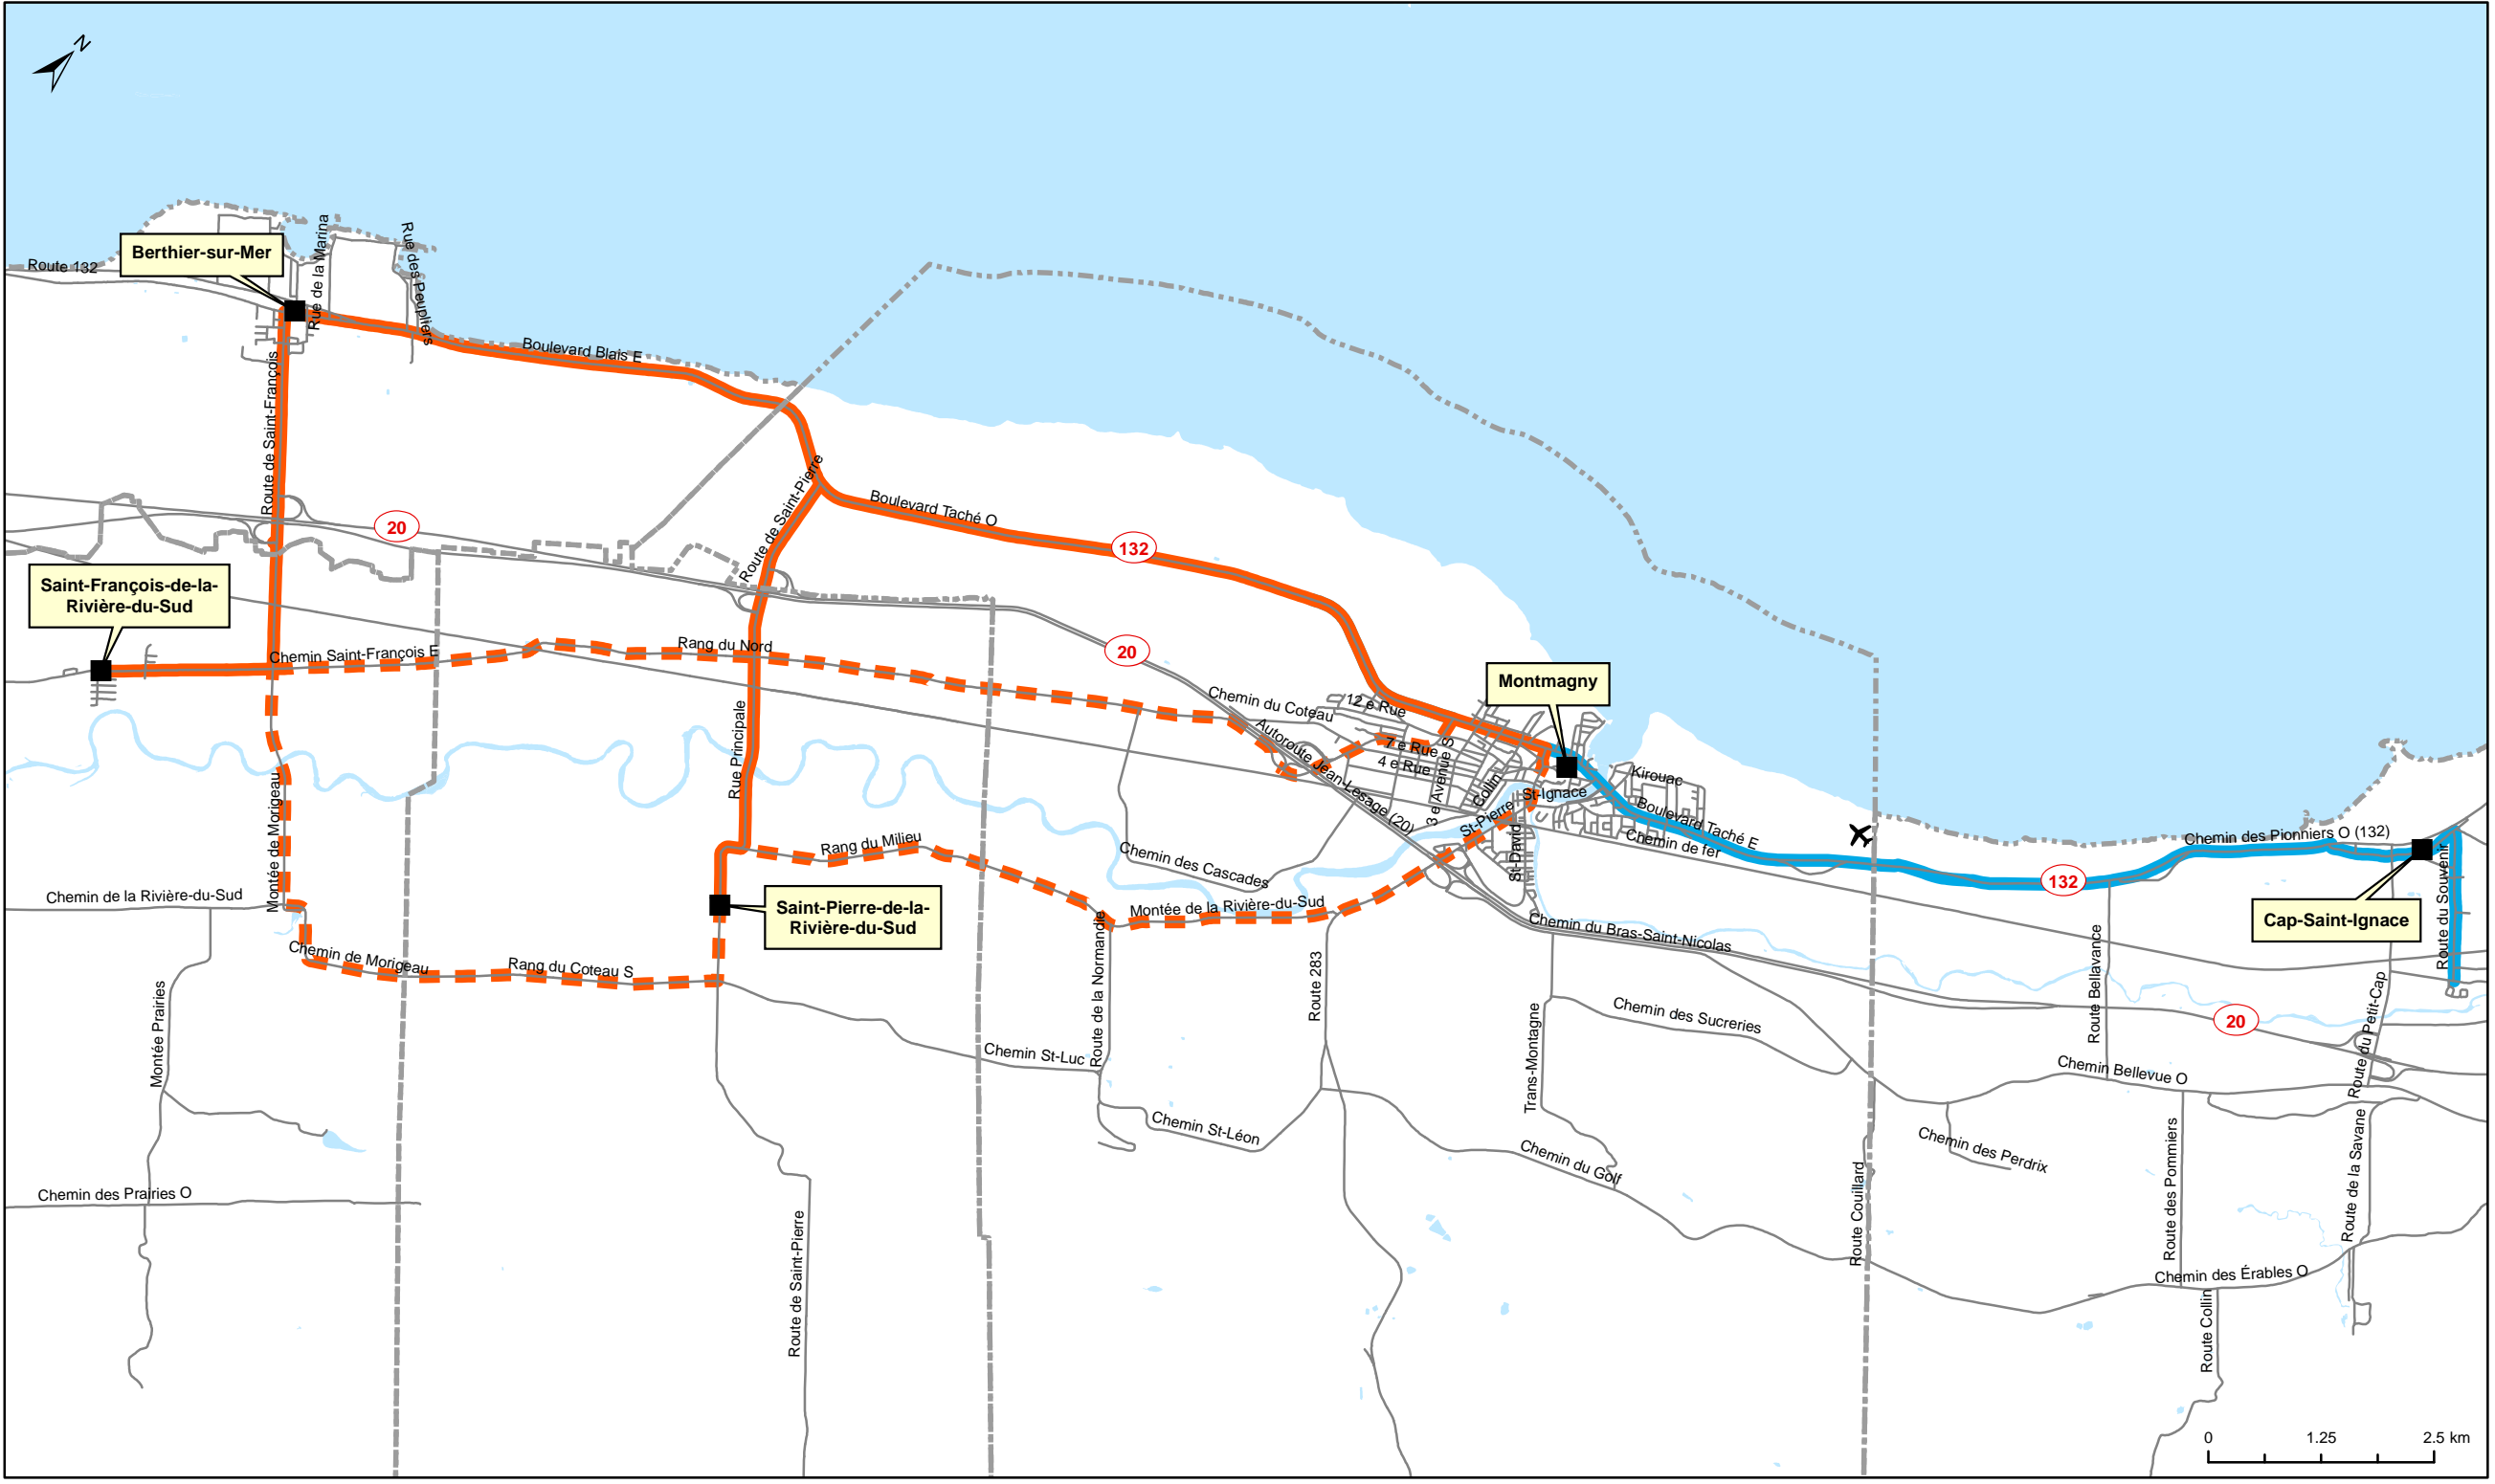 N
Berthier-sur-Mer
Route 132
Rue de la Marina
Rue des Peupliers
Boulevard Blais E
Route de Saint-François
Route de Saint-Pierre
Boulevard Taché O
20
132
Saint-François-de-la-
Rivière-du-Sud
Chemin Saint-François E
Rang du Nord
20
Montmagny
Chemin du Coteau
12 e Rue
Autoroute Jean-Lesage (20)
7 e Rue
4 e Rue
3 e Avenue S
Collin
St-Pierre
St-Ignace
St-David
Kirouac
Boulevard Taché E
Chemin de fer
Chemin des Pionniers O (132)
132
Cap-Saint-Ignace
Route du Souvenir
Rue Principale
Montée de Morigeau
Rang du Milieu
Chemin des Cascades
Chemin de la Rivière-du-Sud
Saint-Pierre-de-la-
Rivière-du-Sud
Montée de la Rivière-du-Sud
Chemin du Bras-Saint-Nicolas
Chemin de Morigeau
Rang du Coteau S
Route de la Normandie
Route 283
Route Bellavance
Route du Petit-Cap
20
Montée Prairies
Chemin St-Luc
Chemin des Sucreries
Trans-Montagne
Chemin Bellevue O
Chemin St-Léon
Chemin du Golf
Chemin des Perdrix
Route des Pommiers
Route de la Savane
Chemin des Prairies O
Route de Saint-Pierre
Route Couillard
Chemin des Érables O
Route Collin
0
1.25
2.5 km